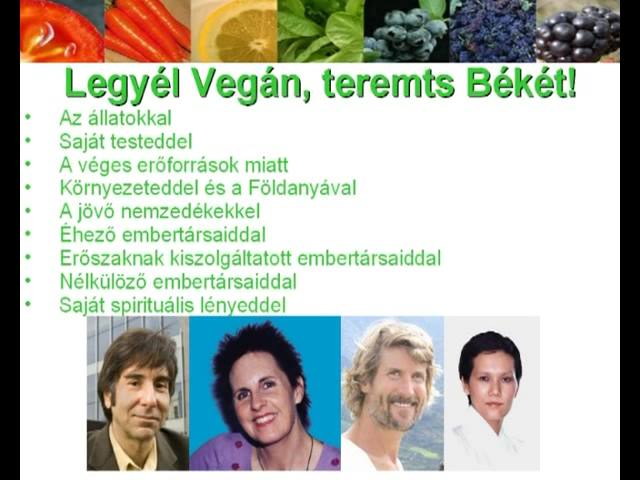 Legyél Vegán, teremts Békét!
• Az állatokkal
• Saját testeddel
• A véges erőforrások miatt
• Környezeteddel és a Földanyával
• A jövő nemzedékekkel
• Éhező embertársaiddal
• Erőszaknak kiszolgáltatott embertársaiddal
• Nélkülöző embertársaiddal
• Saját spirituális lényeddel